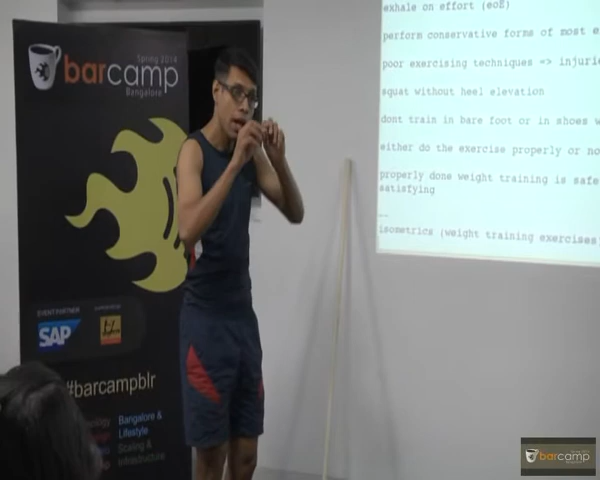 Spring 2014
barcamp
Bangalore
EVENT PARTNER
SAP
#barcampblr
Bangalore &
Lifestyle
Scaling &
Infrastructure
exhale on effort (eoE)
perform conservative forms of most
poor exercising techniques => injurie
squat without heel elevation
dont train in bare foot or in shoes w
either do the exercise properly or no
properly done weight training is safe
satisfying
isometrics (weight training exercises
barcamp